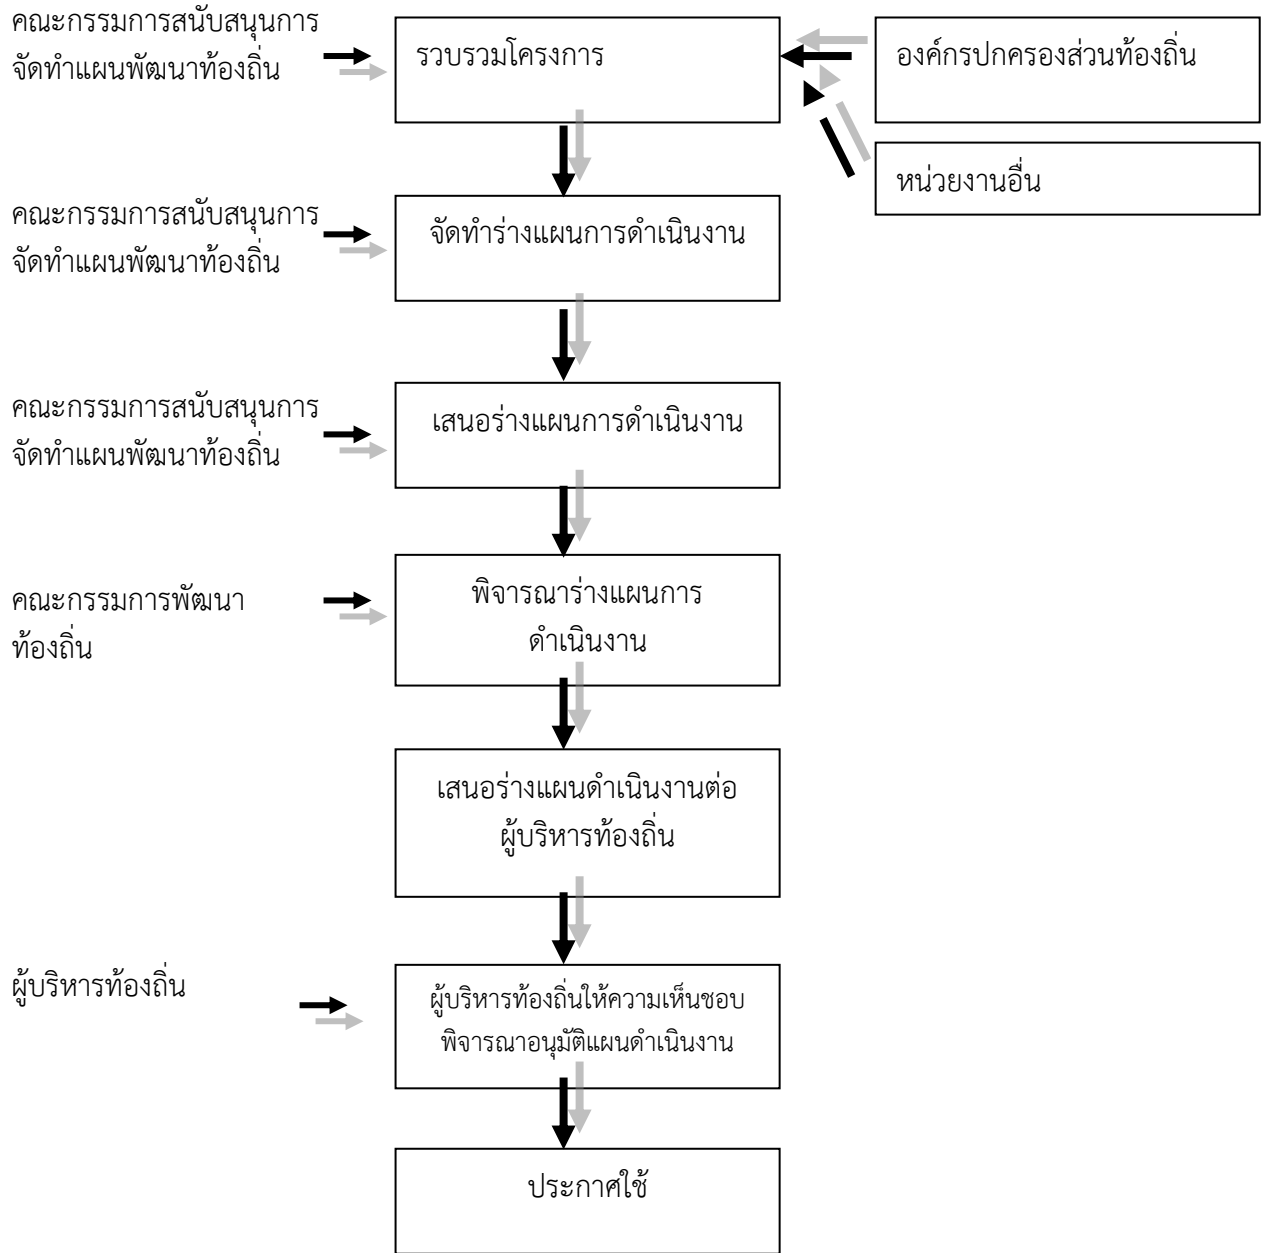 คณะกรรมการสนับสนุนการ
จัดทำแผนพัฒนาท้องถิ่น
รวบรวมโครงการ
องค์กรปกครองส่วนท้องถิ่น
หน่วยงานอื่น
คณะกรรมการสนับสนุนการ
จัดทำแผนพัฒนาท้องถิ่น
จัดทำร่างแผนการดำเนินงาน
คณะกรรมการสนับสนุนการ
จัดทำแผนพัฒนาท้องถิ่น
เสนอร่างแผนการดำเนินงาน
คณะกรรมการพัฒนา
ท้องถิ่น
พิจารณาร่างแผนการ
ดำเนินงาน
เสนอร่างแผนดำเนินงานต่อ
ผู้บริหารท้องถิ่น
ผู้บริหารท้องถิ่น
ผู้บริหารท้องถิ่นให้ความเห็นชอบ
พิจารณาอนุมัติแผนดำเนินงาน
ประกาศใช้